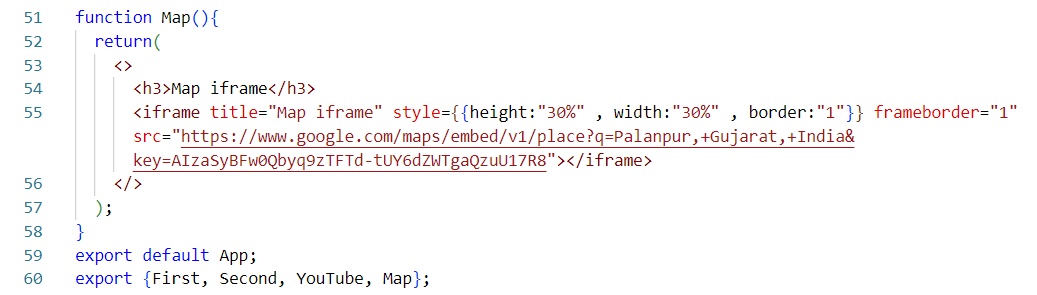 51 function Map(){
52 return(
53 <>
54 <h3>Map iframe</h3>
55 <iframe title="Map iframe" style={{height:"30%" , width:"30%" , border:"1"}} frameborder="1"
src="https://www.google.com/maps/embed/v1/place?q=Palanpur,+Gujarat,+India&
key=AIzaSyBFw0Qbyq9zTFTd-tUY6dZWTgaQzuU17R8"></iframe>
56 </>
57 );
58 }
59 export default App;
60 export {First, Second, YouTube, Map};